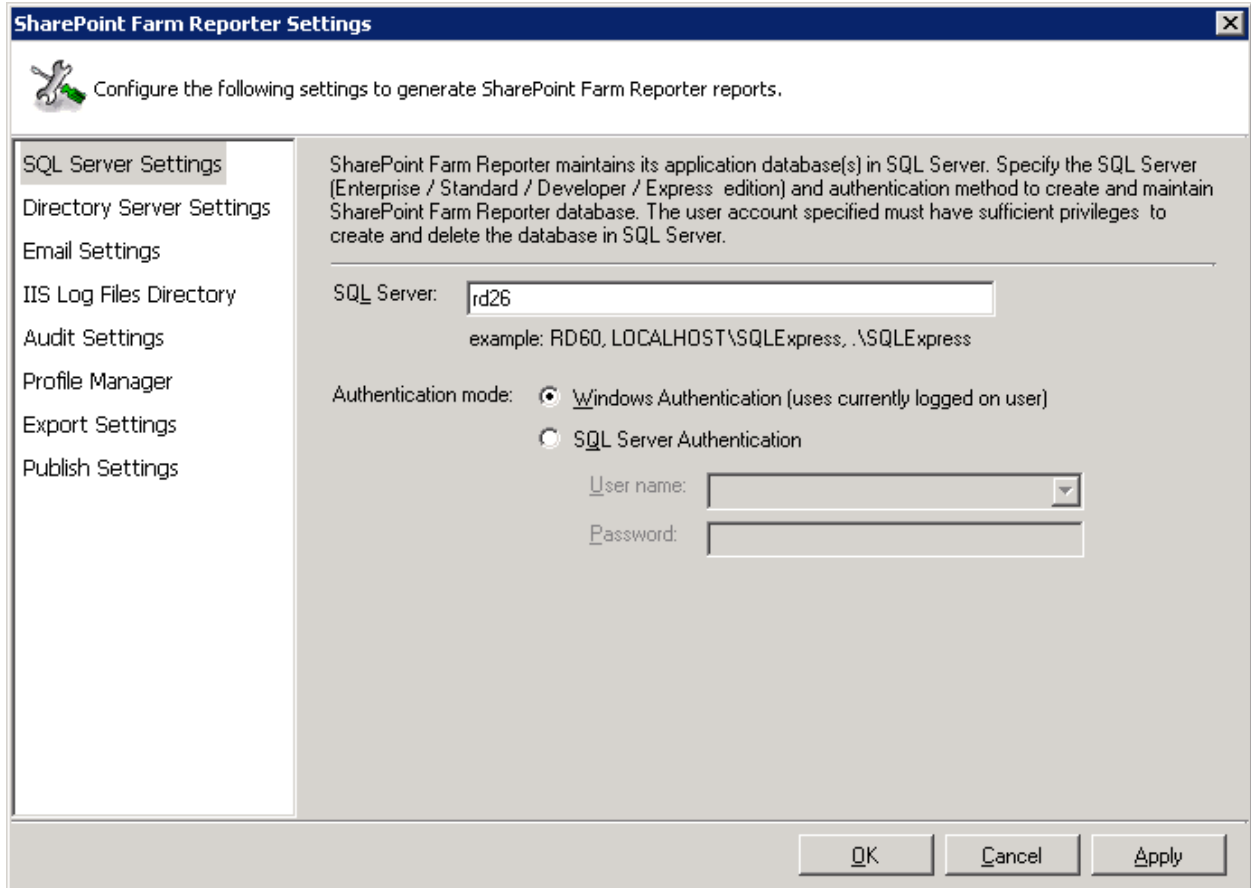 SharePoint Farm Reporter Settings
Configure the following settings to generate SharePoint Farm Reporter reports.
SQL Server Settings
Directory Server Settings
Email Settings
IIS Log Files Directory
Audit Settings
Profile Manager
Export Settings
Publish Settings
SharePoint Farm Reporter maintains its application database(s) in SQL Server. Specify the SQL Server
(Enterprise / Standard / Developer / Express edition) and authentication method to create and maintain
SharePoint Farm Reporter database. The user account specified must have sufficient privileges to
create and delete the database in SQL Server.
SQL Server: rd26
example: RD60, LOCALHOST\SQLExpress, .\SQLExpress
Authentication mode: Windows Authentication (uses currently logged on user)
SQL Server Authentication
User name:
Password:
OK Cancel Apply